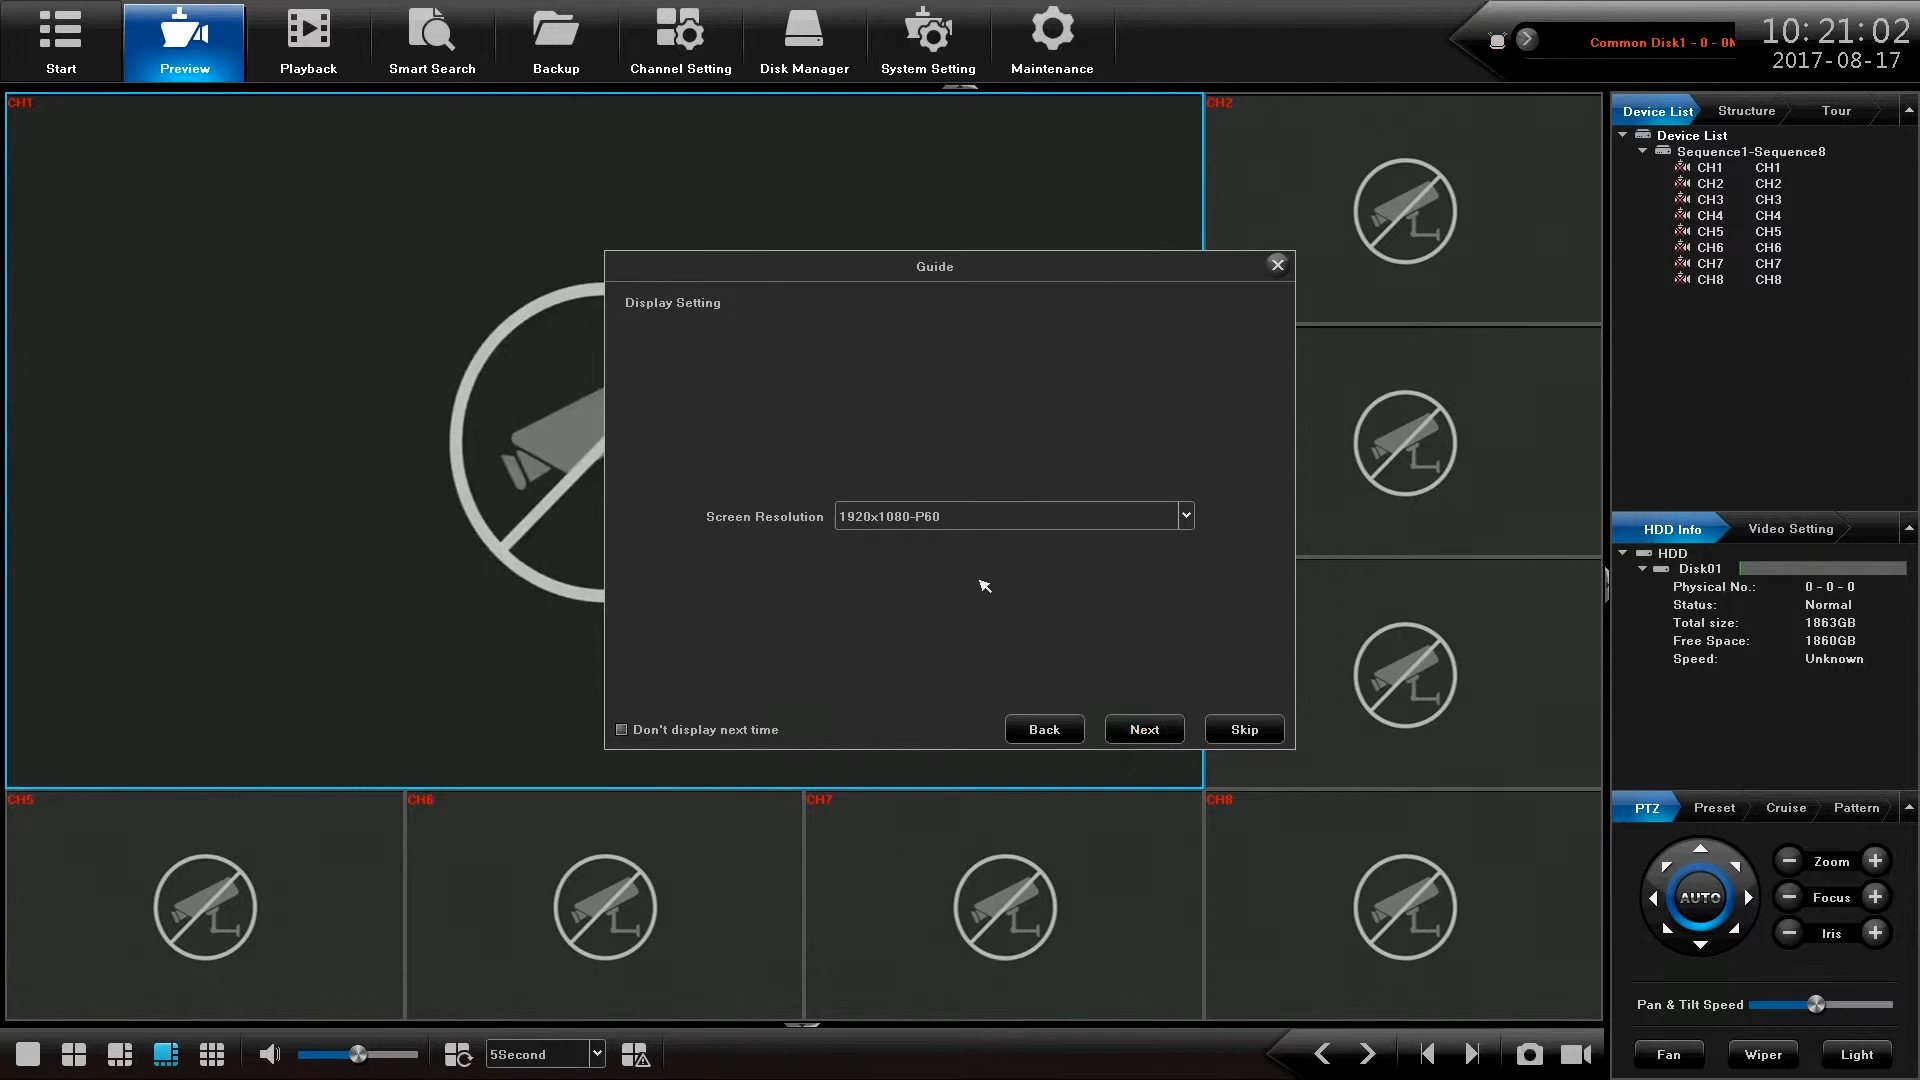 Start
Preview
Playback
Smart Search
Backup
Channel Setting
Disk Manager
System Setting
Maintenance
Common Disk1 - 0 - 0
10:21:02
2017-08-17
CH1
CH2
Guide
Display Setting
Screen Resolution 1920x1080-P60
Don't display next time
Back
Next
Skip
CH5
CH6
CH7
CH8
5Second
Device List
Structure
Tour
Device List
Sequence1-Sequence8
CH1 CH1
CH2 CH2
CH3 CH3
CH4 CH4
CH5 CH5
CH6 CH6
CH7 CH7
CH8 CH8
HDD Info
Video Setting
HDD
Disk01
Physical No.: 0 - 0 - 0
Status: Normal
Total size: 1863GB
Free Space: 1860GB
Speed: Unknown
PTZ
Preset
Cruise
Pattern
AUTO
Zoom
Focus
Iris
Pan & Tilt Speed
Fan
Wiper
Light